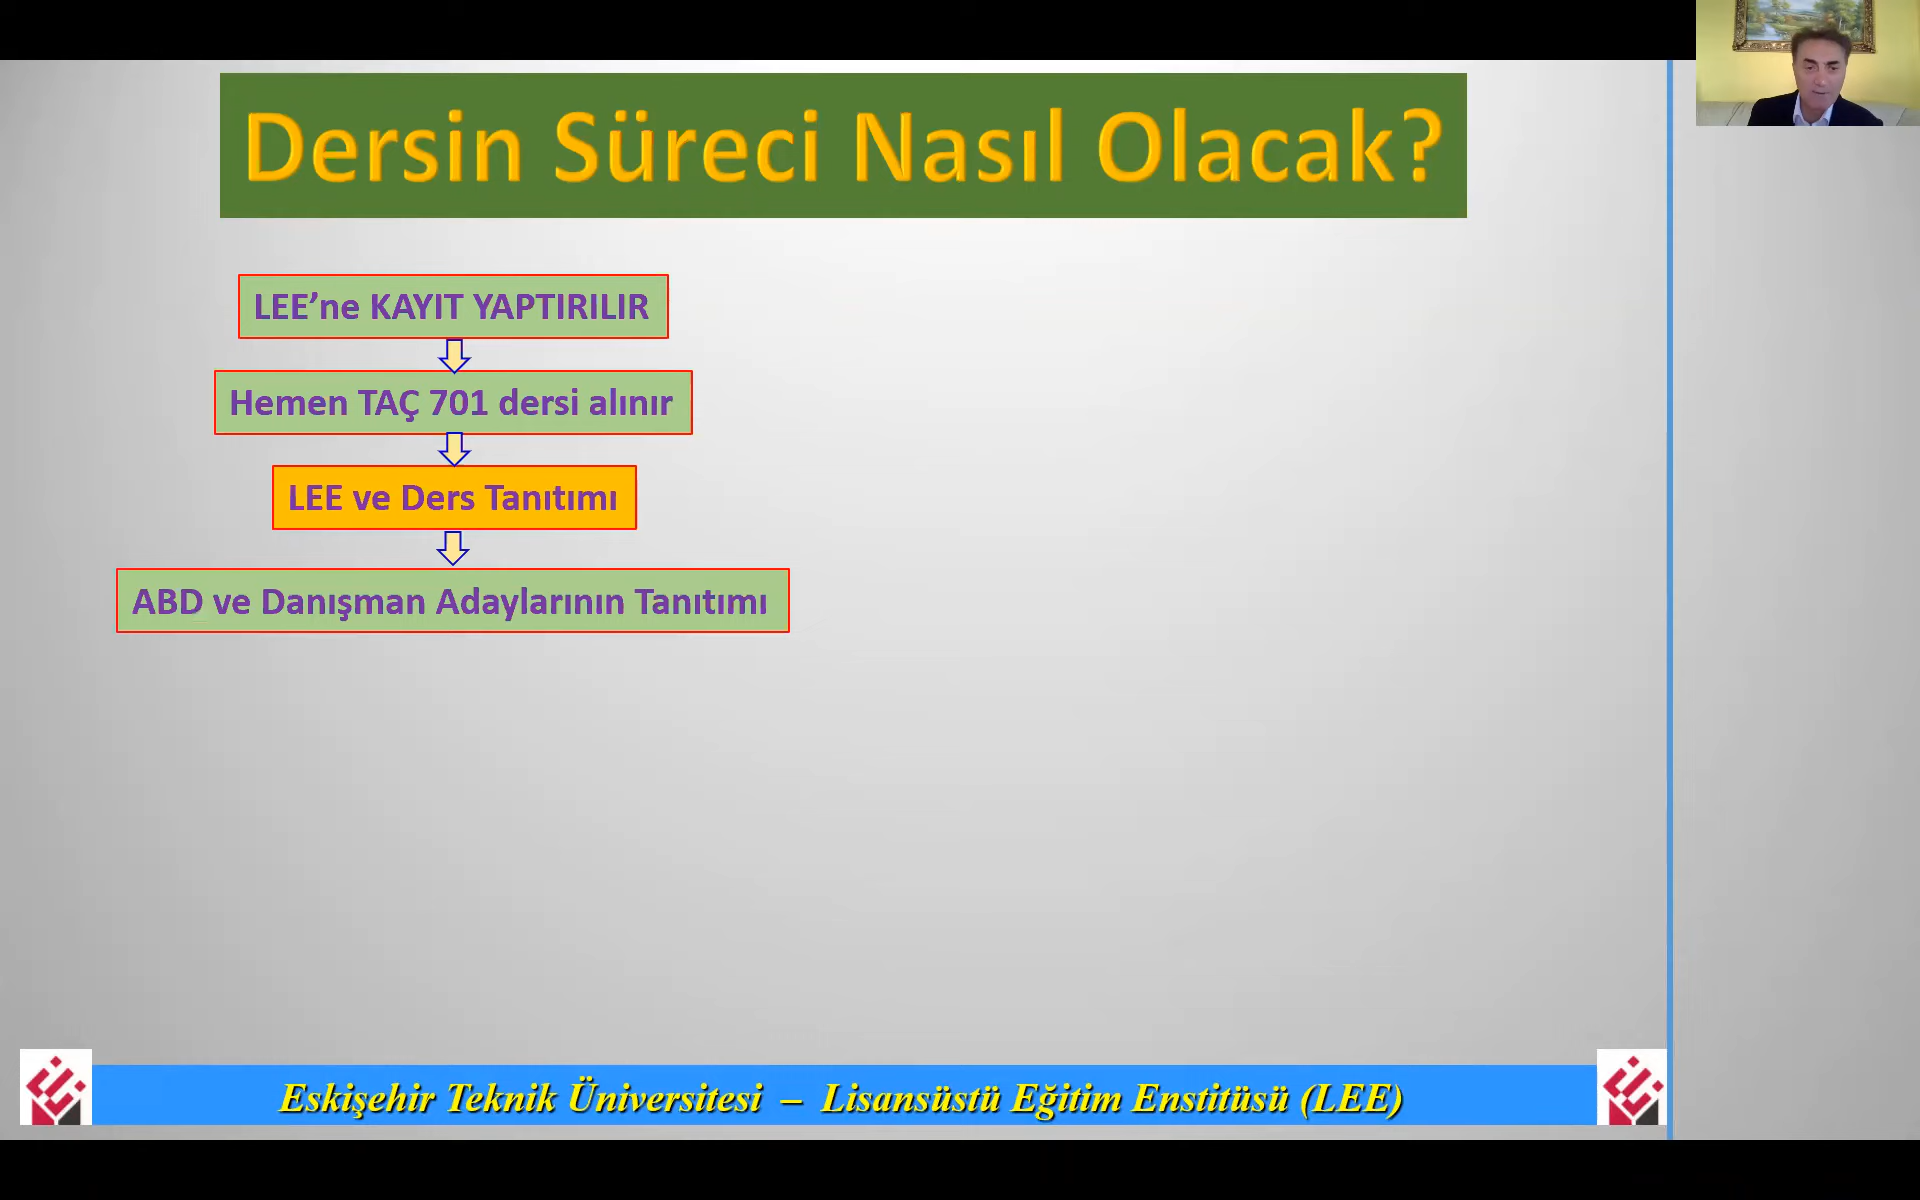 Dersin Süreci Nasıl Olacak?
LEE’ne KAYIT YAPTIRILIR
Hemen TAÇ 701 dersi alınır
LEE ve Ders Tanıtımı
ABD ve Danışman Adaylarının Tanıtımı
Eskişehir Teknik Üniversitesi – Lisansüstü Eğitim Enstitüsü (LEE)